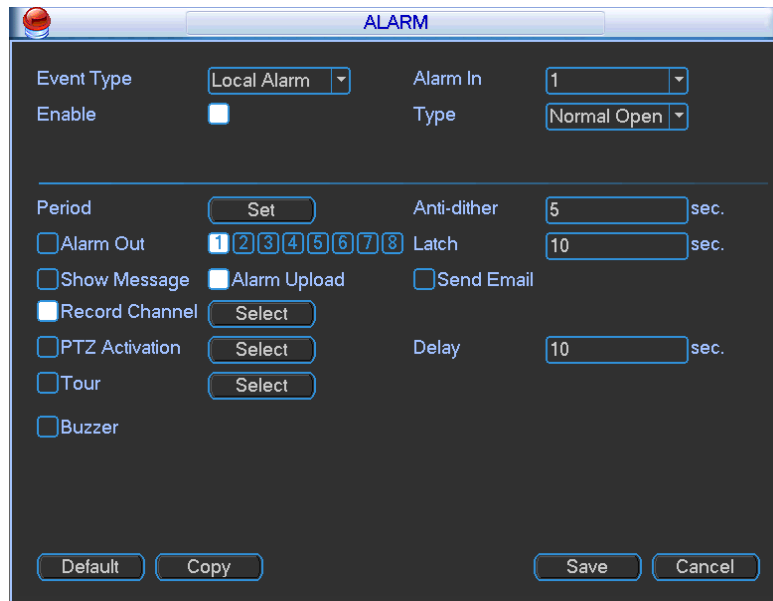 ALARM
Event Type Local Alarm Alarm In 1
Enable Type Normal Open
Period Set Anti-dither 5 sec.
Alarm Out 1 2 3 4 5 6 7 8 Latch 10 sec.
Show Message Alarm Upload Send Email
Record Channel Select
PTZ Activation Select Delay 10 sec.
Tour Select
Buzzer
Default Copy Save Cancel